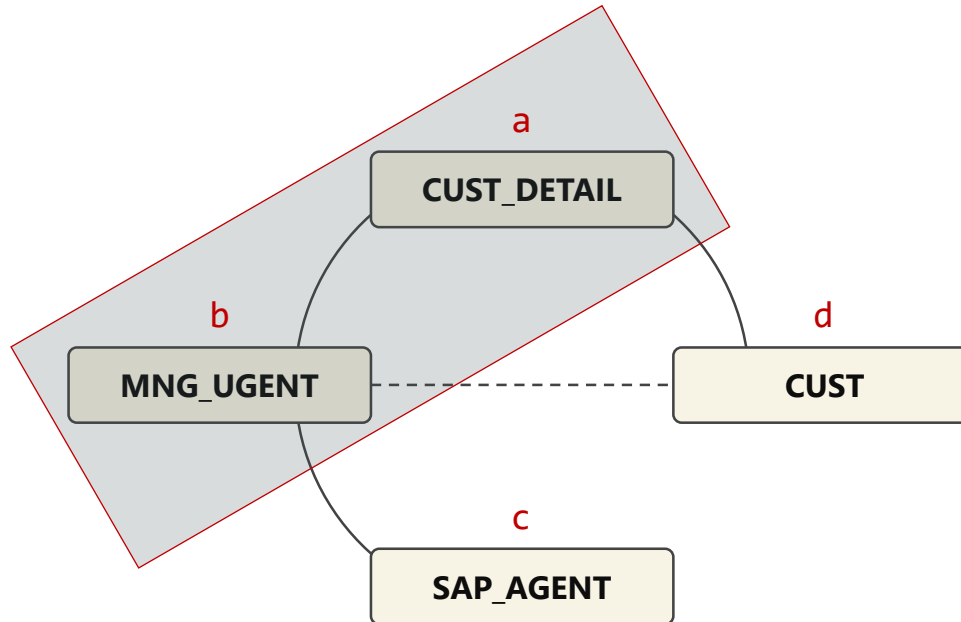 a
CUST_DETAIL
b
d
MNG_UGENT
CUST
c
SAP_AGENT